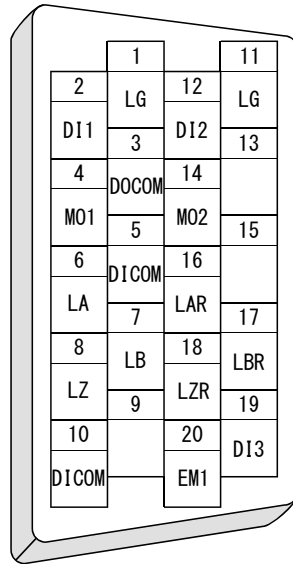 1 11
2 LG 12 LG
DI1 3 DI2 13
4 DOCOM 14
MO1 5 MO2 15
6 DICOM 16
LA 7 LAR 17
8 LB 18 LBR
LZ 9 LZR 19
10 20 DI3
DICOM EM1